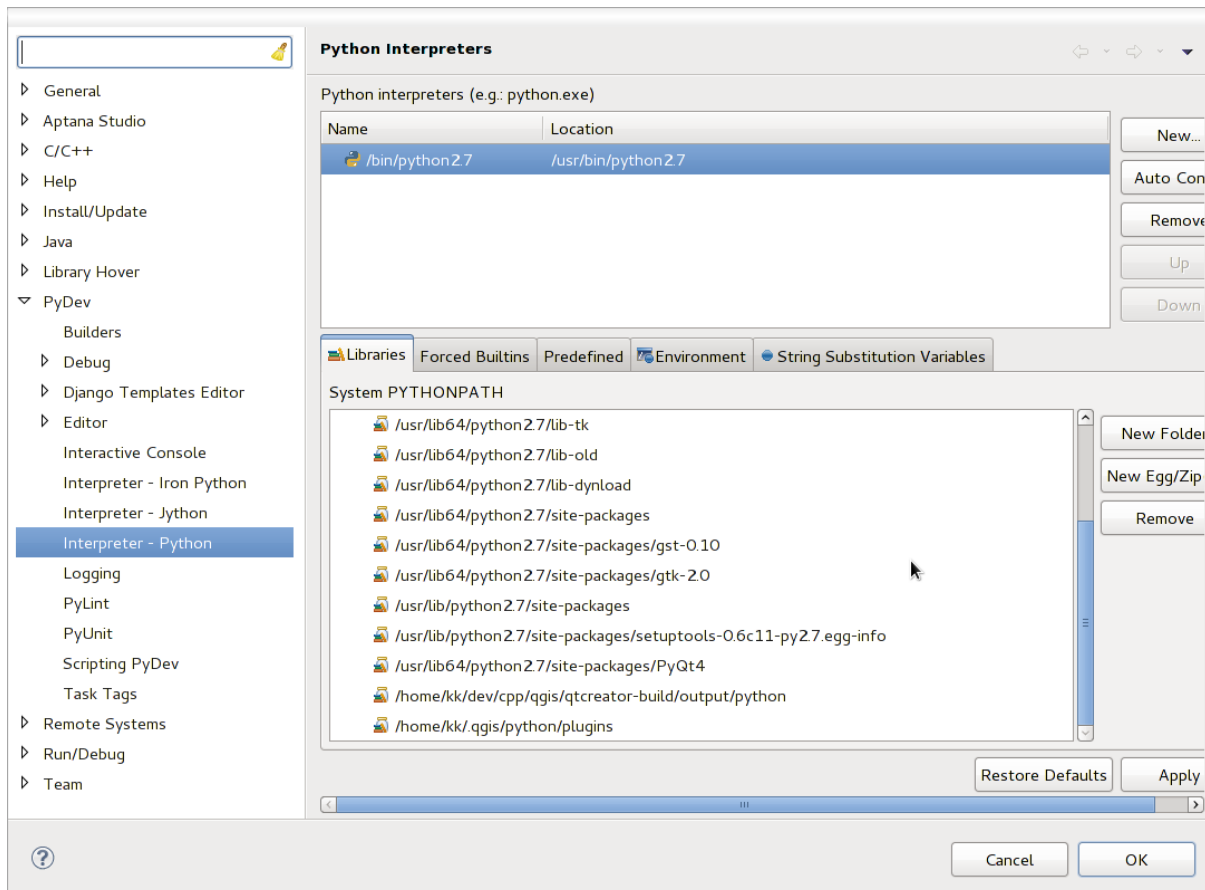 Python Interpreters
General
Aptana Studio
C/C++
Help
Install/Update
Java
Library Hover
PyDev
Builders
Debug
Django Templates Editor
Editor
Interactive Console
Interpreter - Iron Python
Interpreter - Jython
Interpreter - Python
Logging
PyLint
PyUnit
Scripting PyDev
Task Tags
Remote Systems
Run/Debug
Team
Python interpreters (e.g.: python.exe)
Name Location
/bin/python2.7 /usr/bin/python2.7
New...
Auto Con
Remove
Up
Down
Libraries Forced Builtins Predefined Environment String Substitution Variables
System PYTHONPATH
/usr/lib64/python2.7/lib-tk
/usr/lib64/python2.7/lib-old
/usr/lib64/python2.7/lib-dynload
/usr/lib64/python2.7/site-packages
/usr/lib64/python2.7/site-packages/gst-0.10
/usr/lib64/python2.7/site-packages/gtk-2.0
/usr/lib/python2.7/site-packages
/usr/lib/python2.7/site-packages/setuptools-0.6c11-py2.7.egg-info
/usr/lib64/python2.7/site-packages/PyQt4
/home/kk/dev/cpp/qgis/qtcreator-build/output/python
/home/kk/.qgis/python/plugins
New Folder
New Egg/Zip
Remove
Restore Defaults Apply
Cancel OK